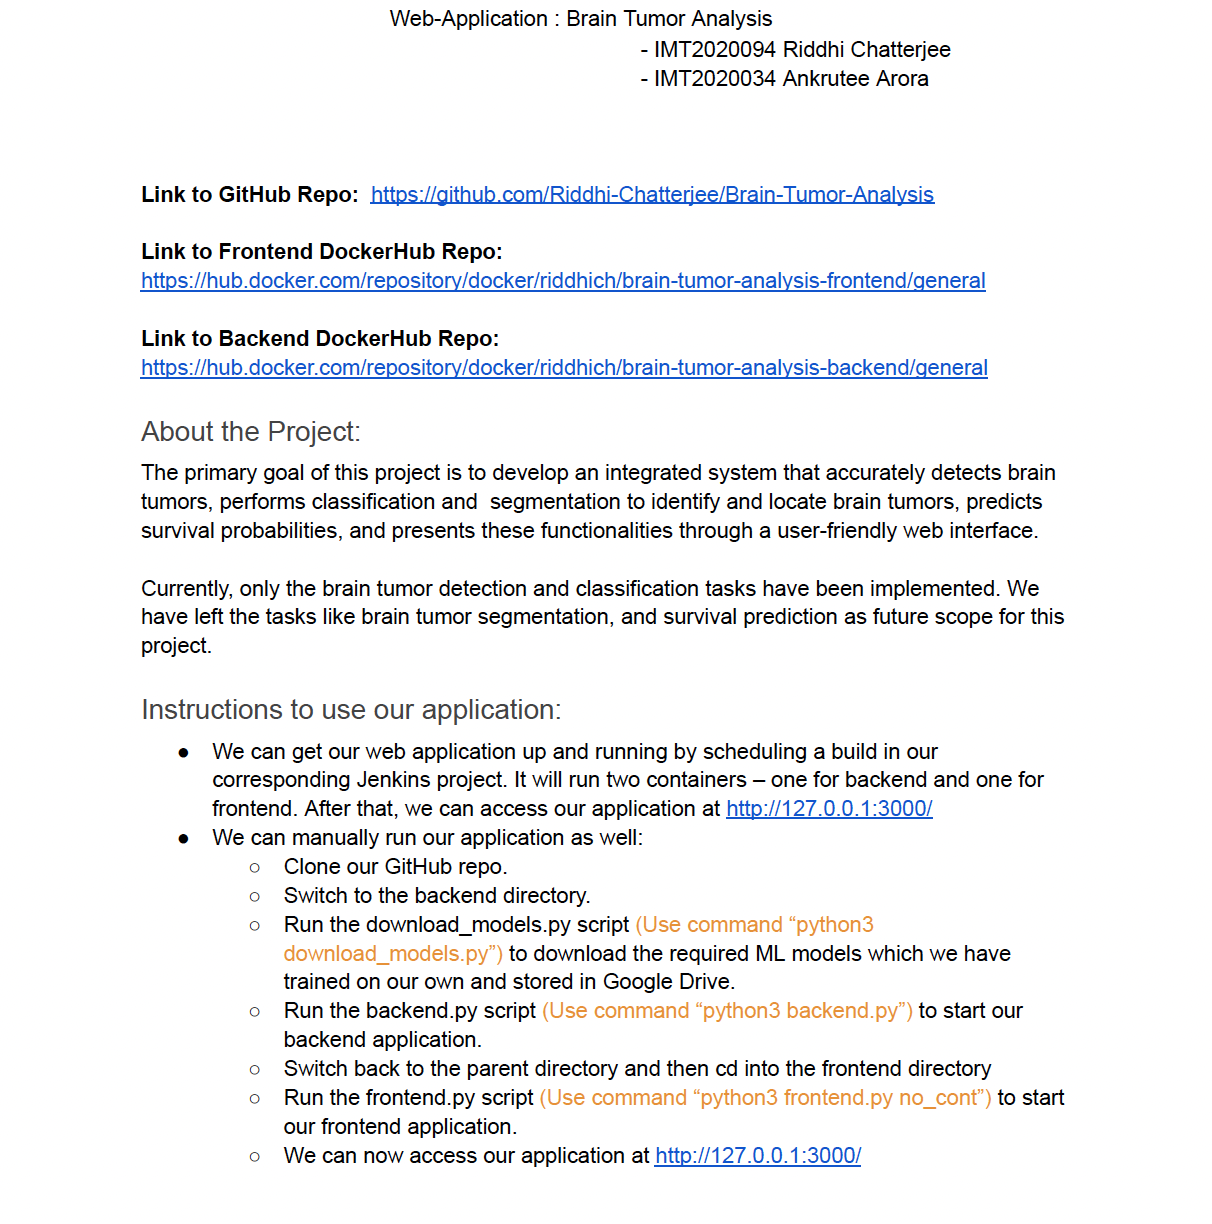 Web-Application : Brain Tumor Analysis
- IMT2020094 Riddhi Chatterjee
- IMT2020034 Ankrutee Arora
Link to GitHub Repo:  https://github.com/Riddhi-Chatterjee/Brain-Tumor-Analysis
Link to Frontend DockerHub Repo:
https://hub.docker.com/repository/docker/riddhich/brain-tumor-analysis-frontend/general
Link to Backend DockerHub Repo:
https://hub.docker.com/repository/docker/riddhich/brain-tumor-analysis-backend/general
About the Project:
The primary goal of this project is to develop an integrated system that accurately detects brain
tumors, performs classification and  segmentation to identify and locate brain tumors, predicts
survival probabilities, and presents these functionalities through a user-friendly web interface.
Currently, only the brain tumor detection and classification tasks have been implemented. We
have left the tasks like brain tumor segmentation, and survival prediction as future scope for this
project.
Instructions to use our application:
● We can get our web application up and running by scheduling a build in our
corresponding Jenkins project. It will run two containers – one for backend and one for
frontend. After that, we can access our application at http://127.0.0.1:3000/
● We can manually run our application as well:
○ Clone our GitHub repo.
○ Switch to the backend directory.
○ Run the download_models.py script (Use command “python3
download_models.py”) to download the required ML models which we have
trained on our own and stored in Google Drive.
○ Run the backend.py script (Use command “python3 backend.py”) to start our
backend application.
○ Switch back to the parent directory and then cd into the frontend directory
○ Run the frontend.py script (Use command “python3 frontend.py no_cont”) to start
our frontend application.
○ We can now access our application at http://127.0.0.1:3000/